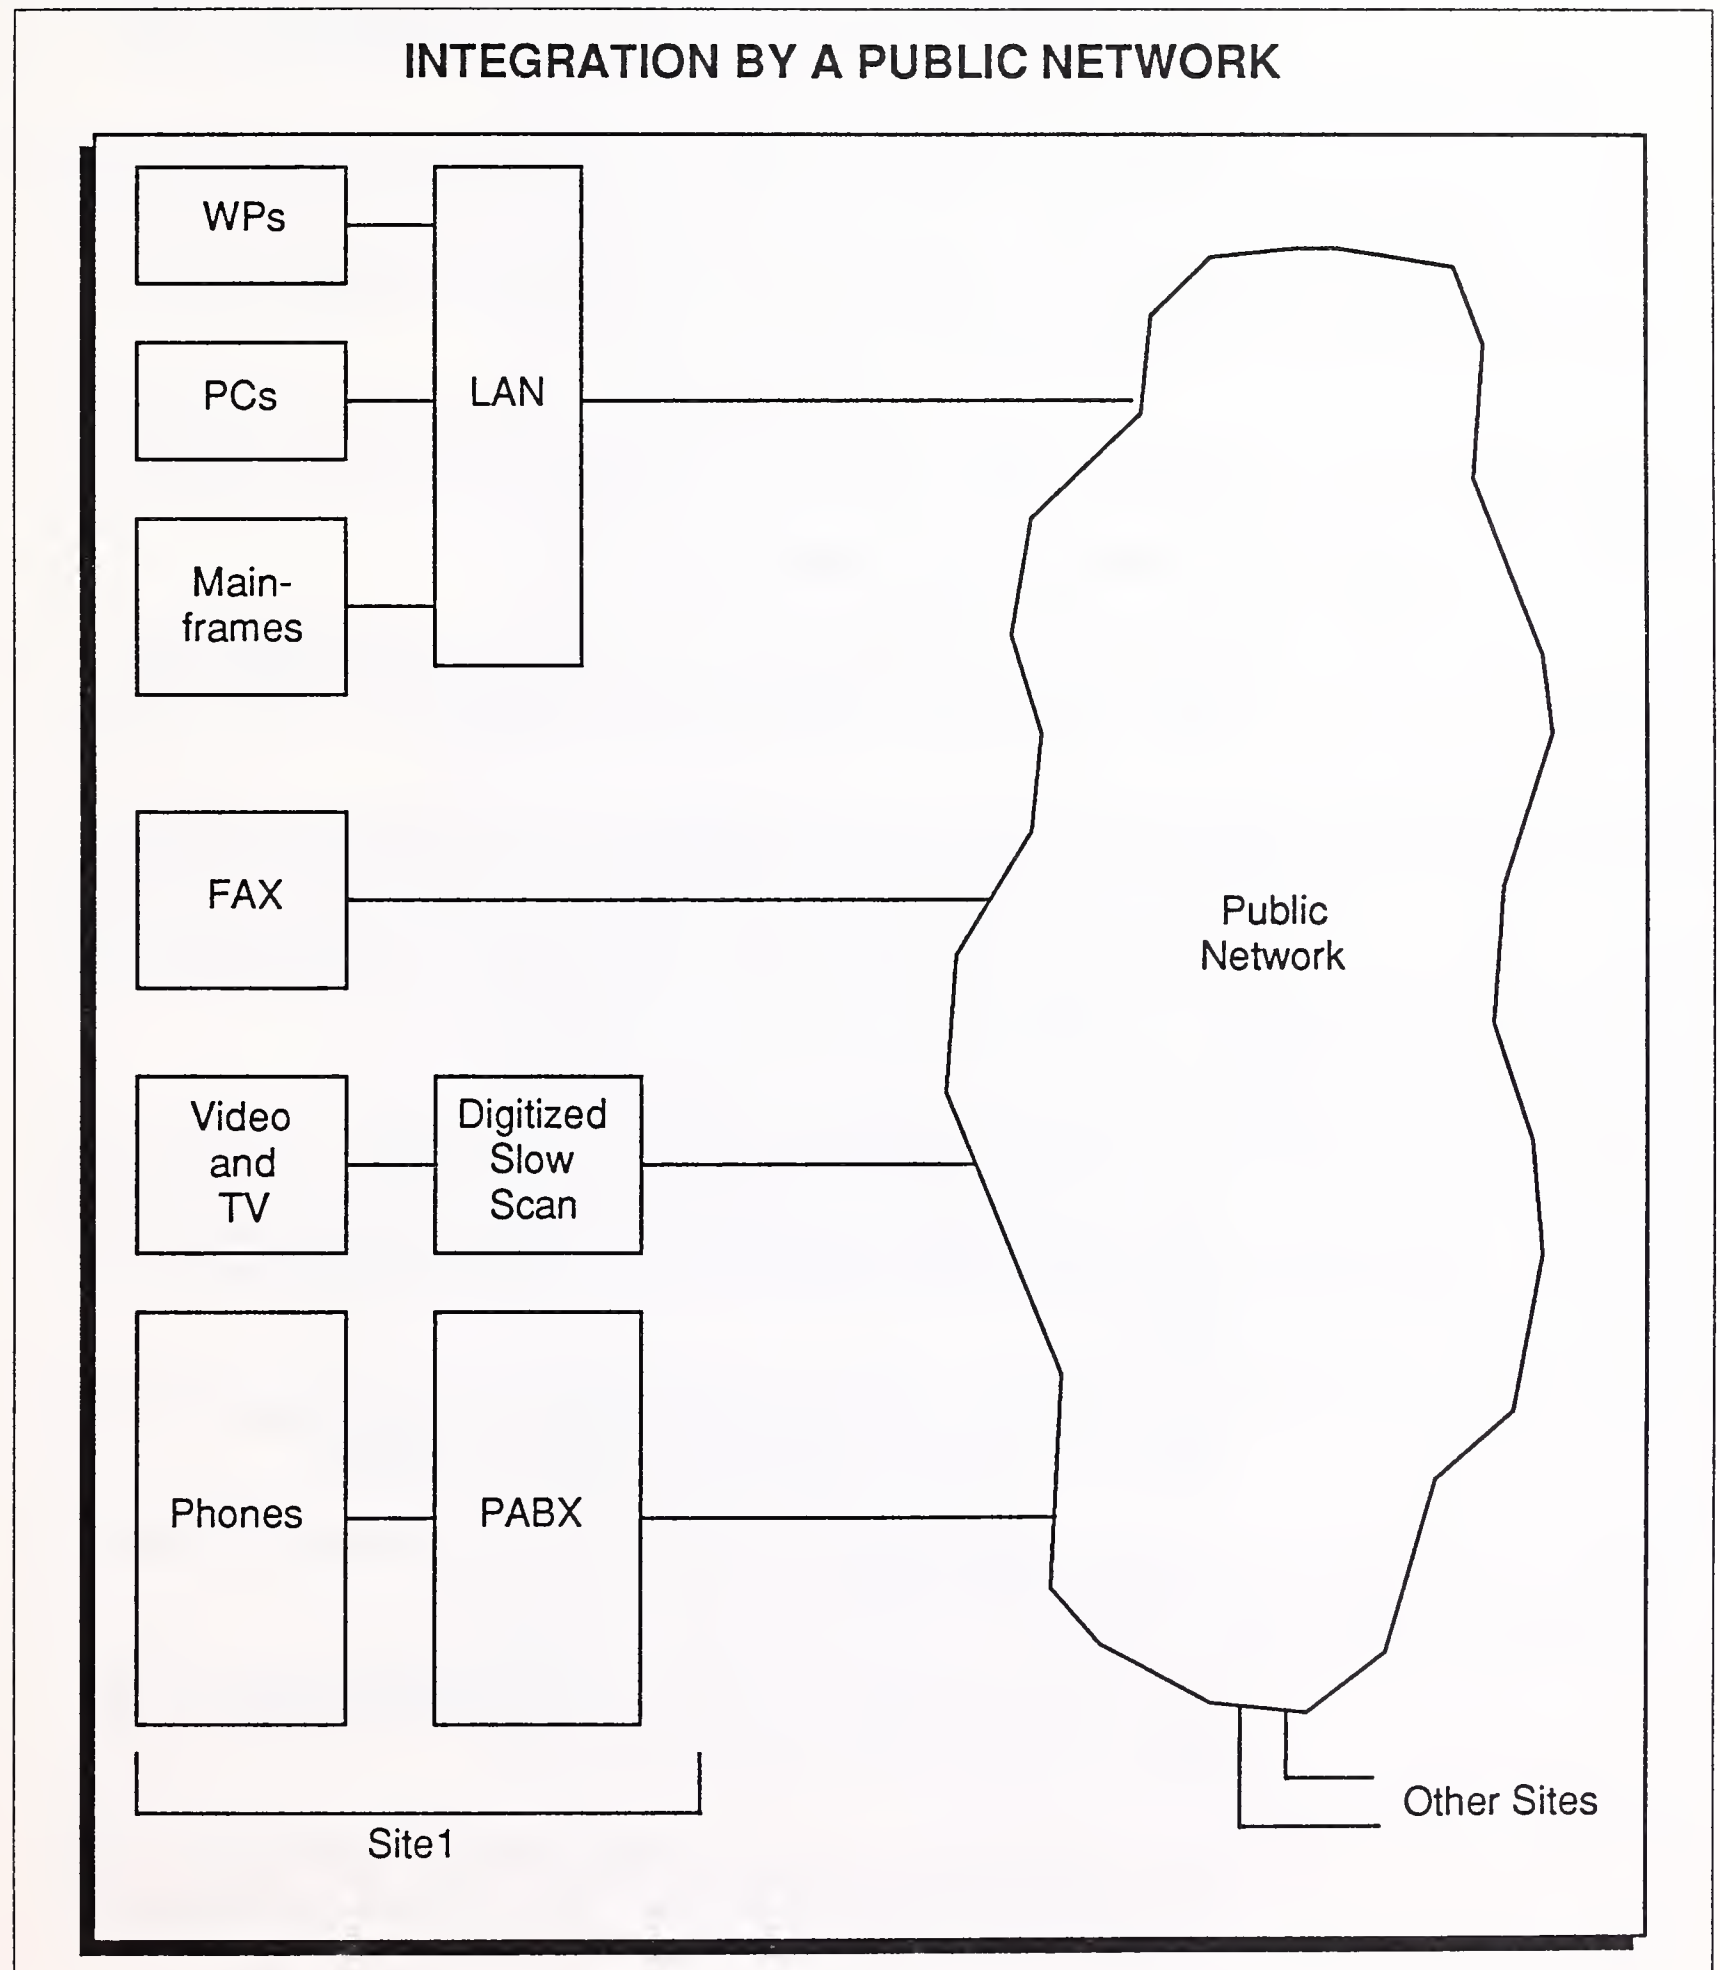 INTEGRATION BY A PUBLIC NETWORK
WPs
PCs
LAN
Main-
frames
FAX
Public
Network
Video
and
TV
Digitized
Slow
Scan
Phones
PABX
Other Sites
Site1